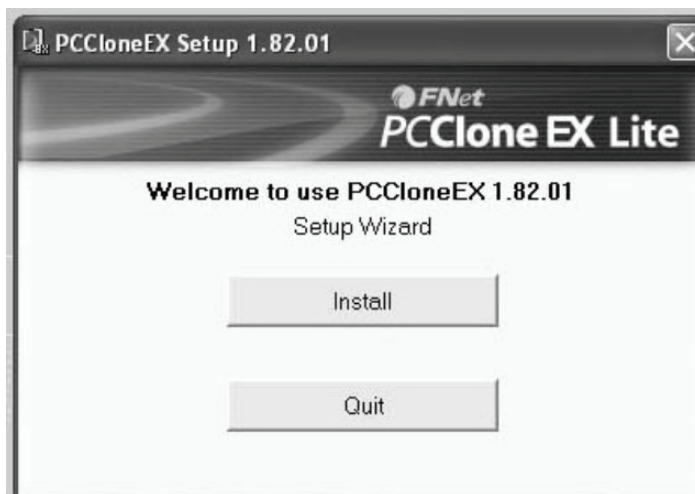 PCCloneEX Setup 1.82.01
FNet
PCClone EX Lite
Welcome to use PCCloneEX 1.82.01
Setup Wizard
Install
Quit